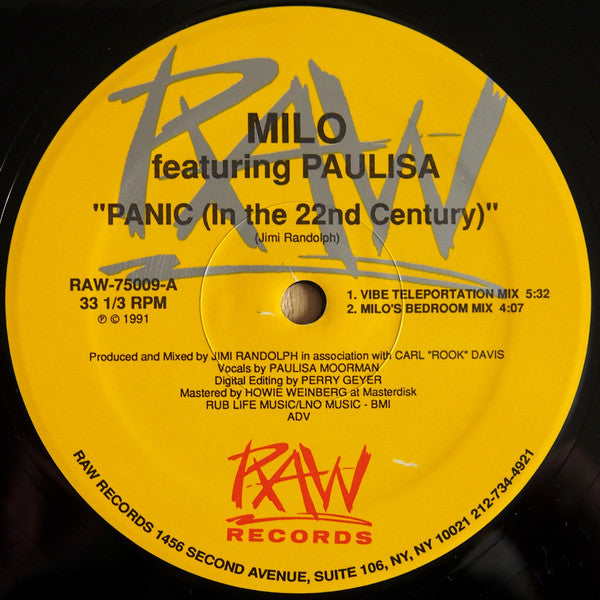 RAW
MILO
featuring PAULISA
"PANIC (In the 22nd Century)"
(Jimi Randolph)
RAW-75009-A
33 1/3 RPM
℗ © 1991
1. VIBE TELEPORTATION MIX 5:32
2. MILO'S BEDROOM MIX 4:07
Produced and Mixed by JIMI RANDOLPH in association with CARL "ROOK" DAVIS
Vocals by PAULISA MOORMAN
Digital Editing by PERRY GEYER
Mastered by HOWIE WEINBERG at Masterdisk
RUB LIFE MUSIC/LNO MUSIC - BMI
ADV
RAW
RECORDS
RAW RECORDS 1456 SECOND AVENUE, SUITE 106, NY, NY 10021 212-734-4921